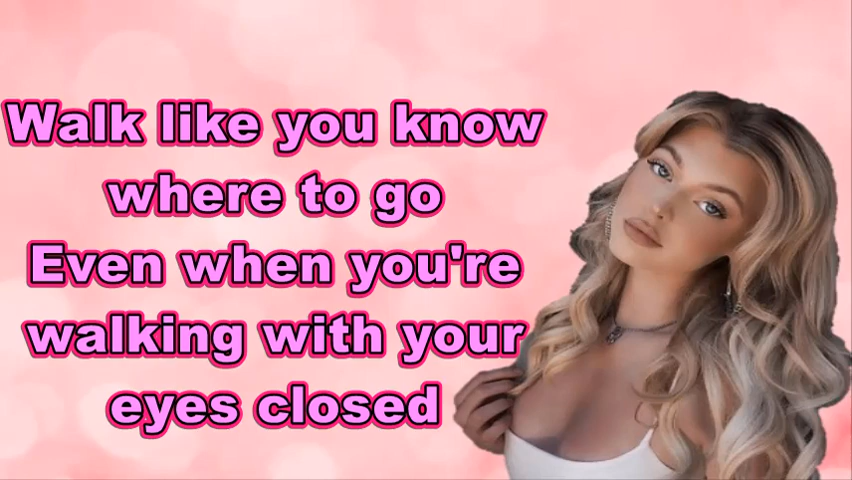 Walk like you know
where to go
Even when you're
walking with your
eyes closed